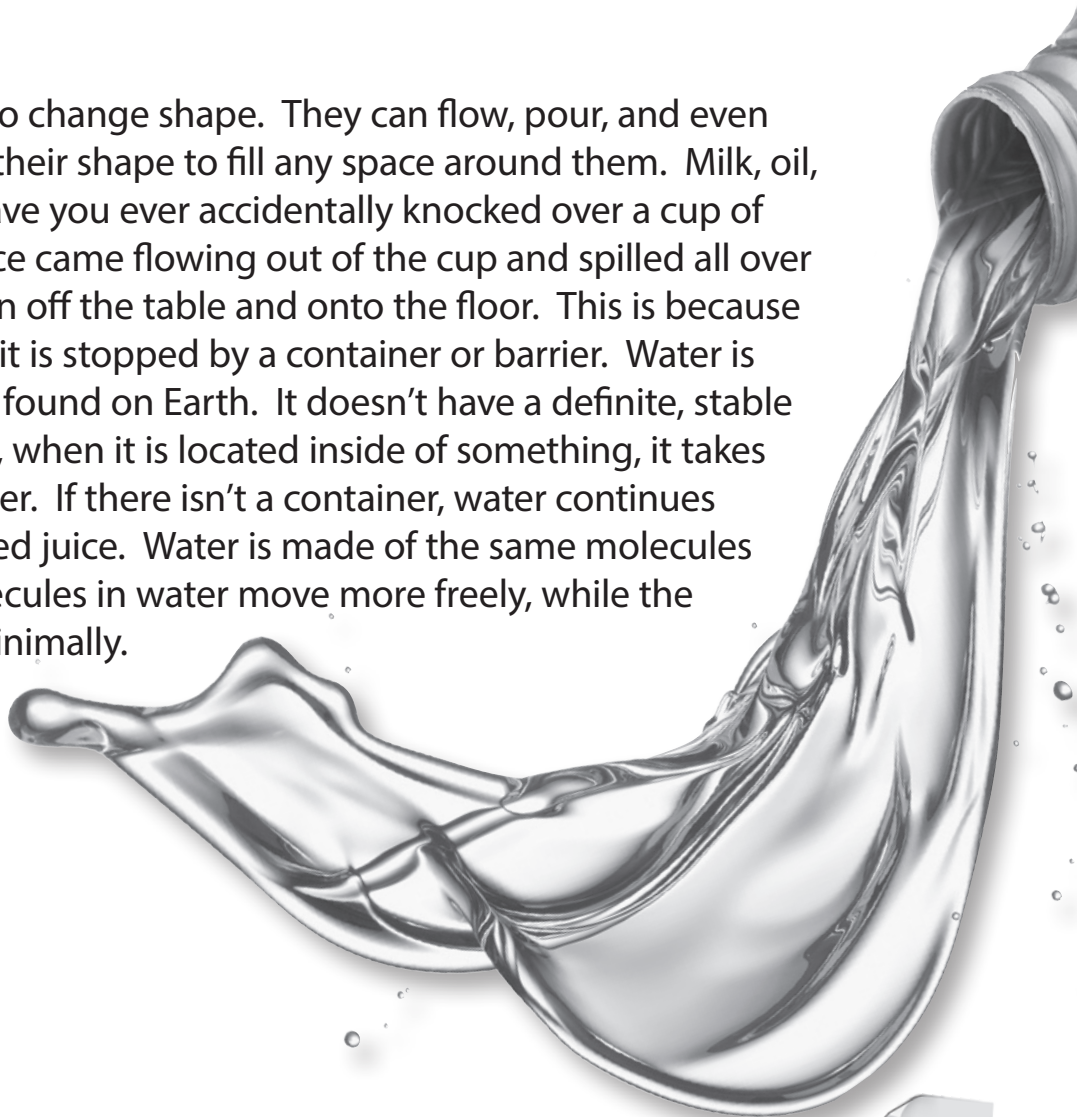 o change shape.  They can flow, pour, and even
their shape to fill any space around them.  Milk, oil,
ave you ever accidentally knocked over a cup of
ce came flowing out of the cup and spilled all over
n off the table and onto the floor.  This is because
it is stopped by a container or barrier.  Water is
found on Earth.  It doesn’t have a definite, stable
, when it is located inside of something, it takes
er.  If there isn’t a container, water continues
ed juice.  Water is made of the same molecules
ecules in water move more freely, while the
inimally.